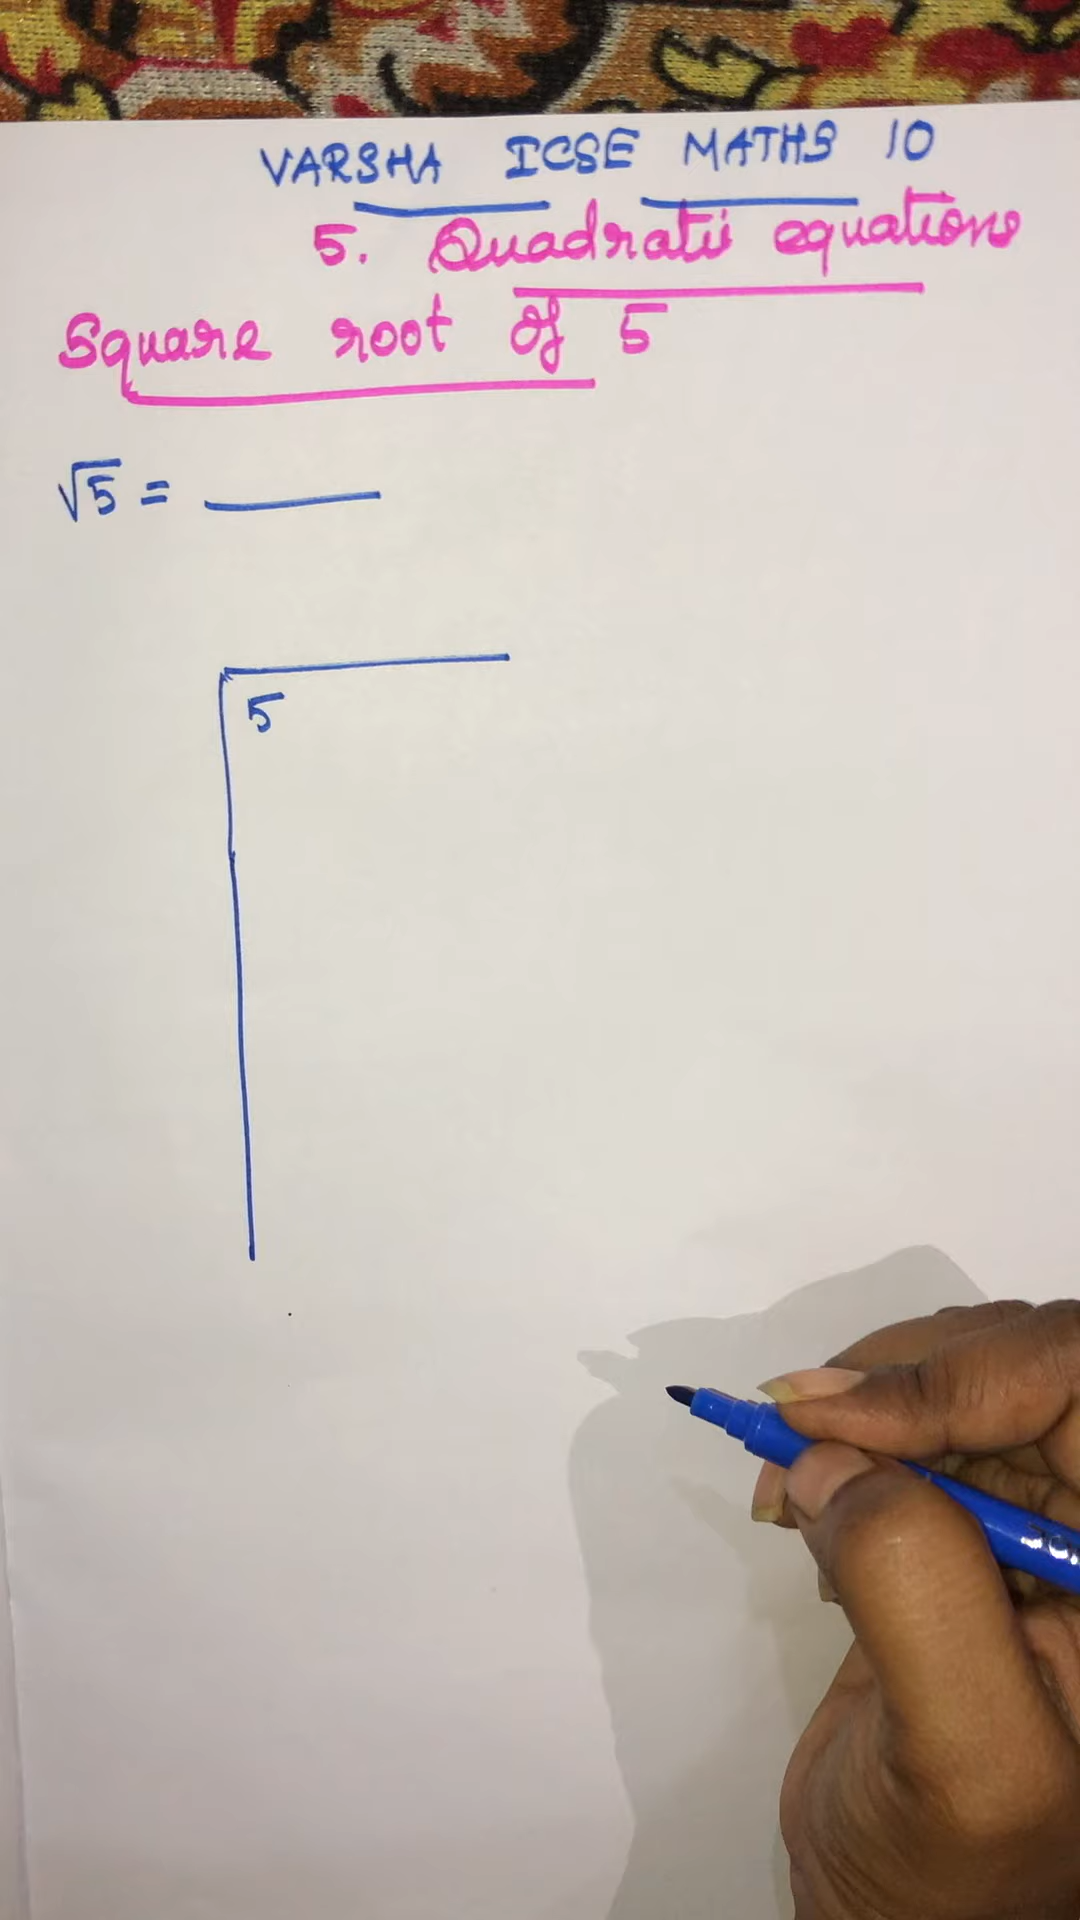 VARSHA ICSE MATHS 10
5. Quadratic equations
Square root of 5
√5 = ____
5